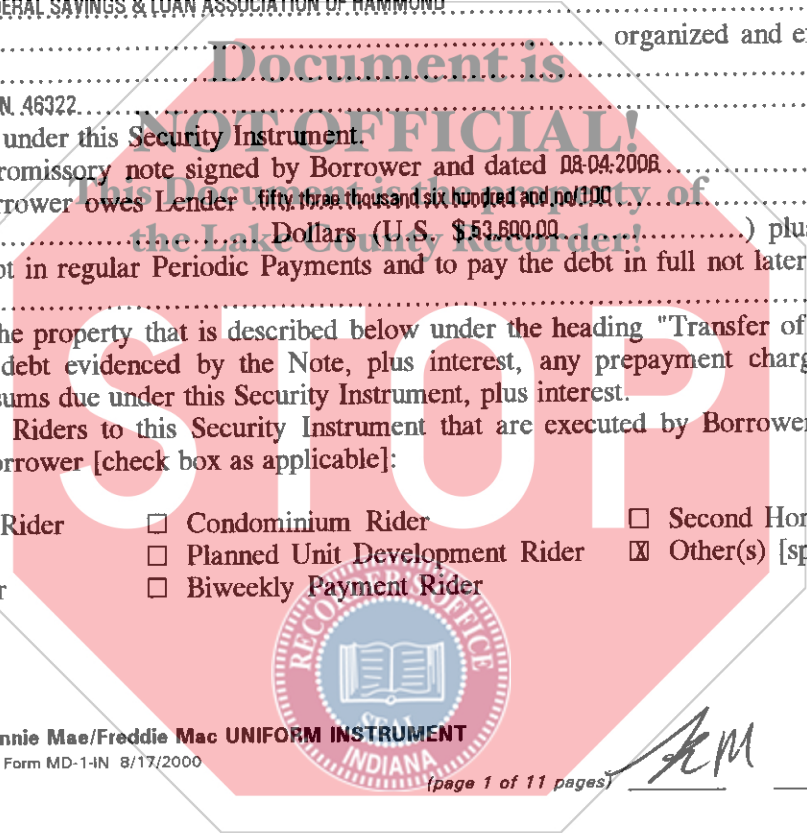 ERAL SAVINGS & LOAN ASSOCIATION OF HAMMOND
organized and e
Document is
N 46322
NOT OFFICIAL!
under this Security Instrument.
romissory note signed by Borrower and dated 08-04-2006
This Document is the property of
rrower owes Lender fifty three thousand six hundred and no/100
the Lake County Recorder!
Dollars (U.S. $ 53,600.00) plus
bt in regular Periodic Payments and to pay the debt in full not later
he property that is described below under the heading "Transfer of
debt evidenced by the Note, plus interest, any prepayment charg
sums due under this Security Instrument, plus interest.
Riders to this Security Instrument that are executed by Borrower
orrower [check box as applicable]:
STOP
Rider ☐ Condominium Rider ☐ Second Hom
☐ Planned Unit Development Rider ☒ Other(s) [sp
r ☐ Biweekly Payment Rider
RECORDER'S OFFICE
SEAL
INDIANA
nnie Mae/Freddie Mac UNIFORM INSTRUMENT
Form MD-1-IN 8/17/2000
(page 1 of 11 pages)